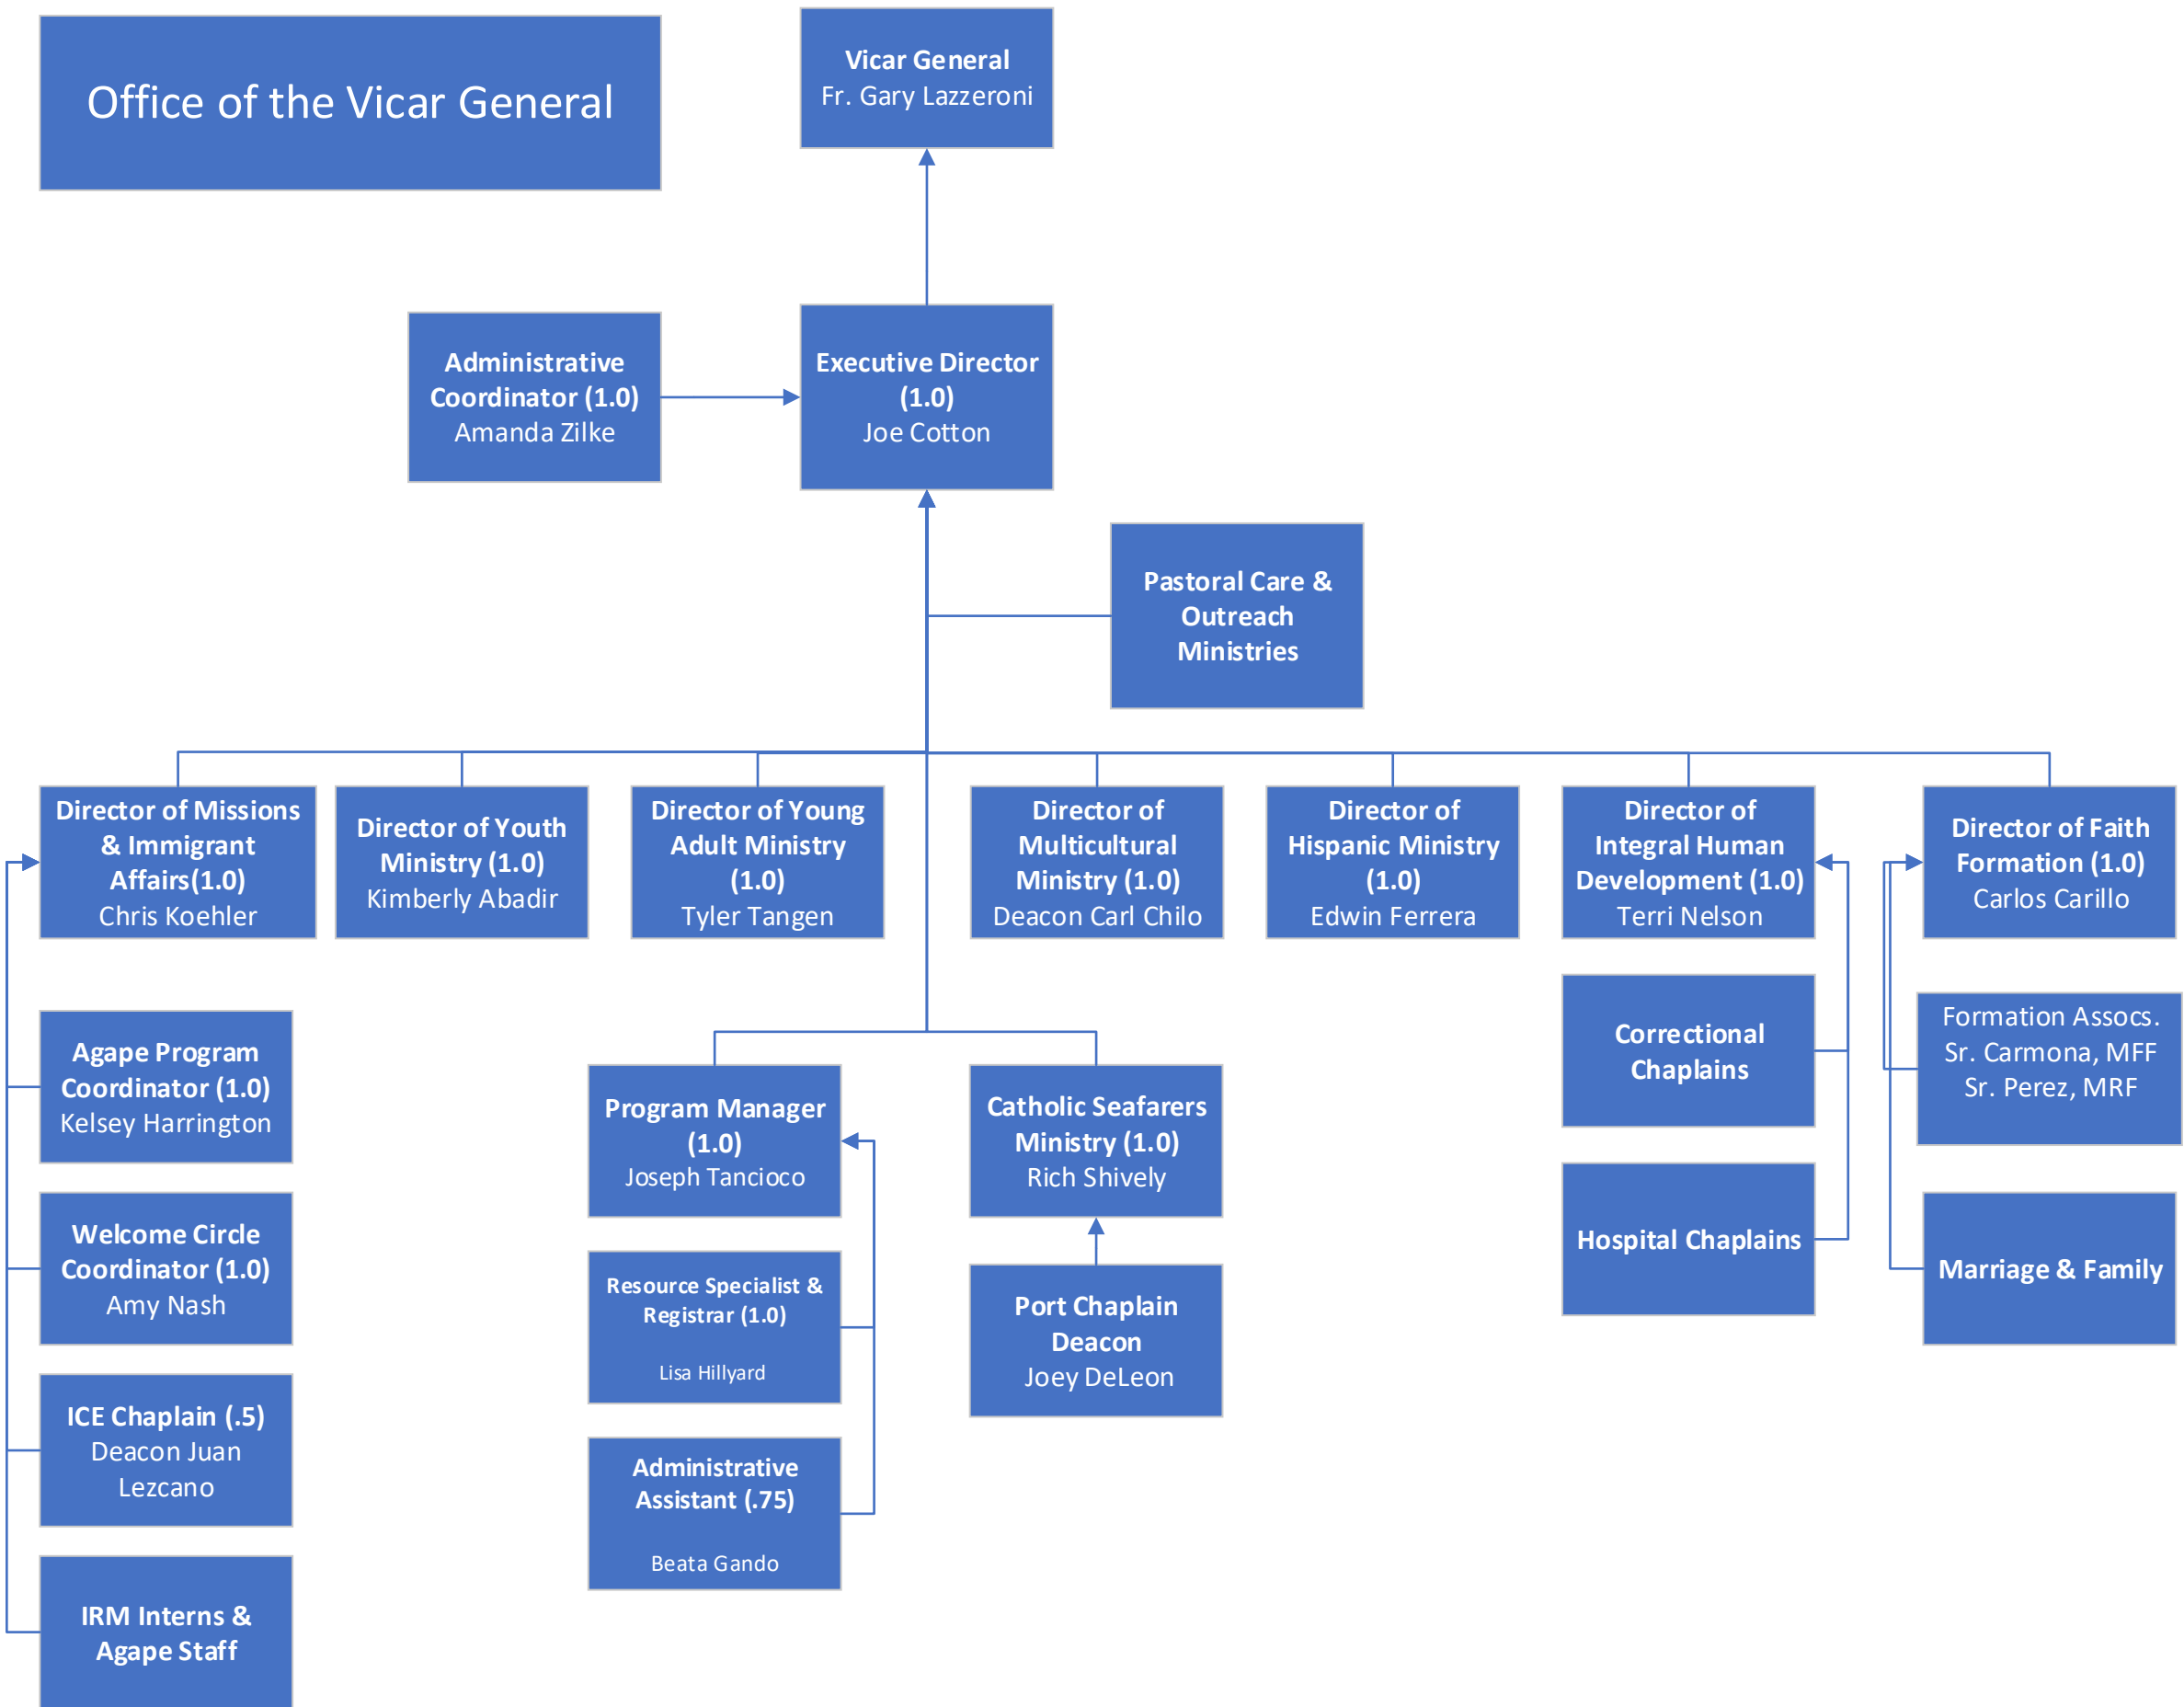 Office of the Vicar General
Vicar General
Fr. Gary Lazzeroni
Administrative
Coordinator (1.0)
Amanda Zilke
Executive Director
(1.0)
Joe Cotton
Pastoral Care &
Outreach
Ministries
Director of Missions
& Immigrant
Affairs(1.0)
Chris Koehler
Director of Youth
Ministry (1.0)
Kimberly Abadir
Director of Young
Adult Ministry
(1.0)
Tyler Tangen
Director of
Multicultural
Ministry (1.0)
Deacon Carl Chilo
Director of
Hispanic Ministry
(1.0)
Edwin Ferrera
Director of
Integral Human
Development (1.0)
Terri Nelson
Director of Faith
Formation (1.0)
Carlos Carillo
Agape Program
Coordinator (1.0)
Kelsey Harrington
Welcome Circle
Coordinator (1.0)
Amy Nash
ICE Chaplain (.5)
Deacon Juan
Lezcano
IRM Interns &
Agape Staff
Program Manager
(1.0)
Joseph Tancioco
Resource Specialist &
Registrar (1.0)
Lisa Hillyard
Administrative
Assistant (.75)
Beata Gando
Catholic Seafarers
Ministry (1.0)
Rich Shively
Port Chaplain
Deacon
Joey DeLeon
Correctional
Chaplains
Hospital Chaplains
Formation Assocs.
Sr. Carmona, MFF
Sr. Perez, MRF
Marriage & Family